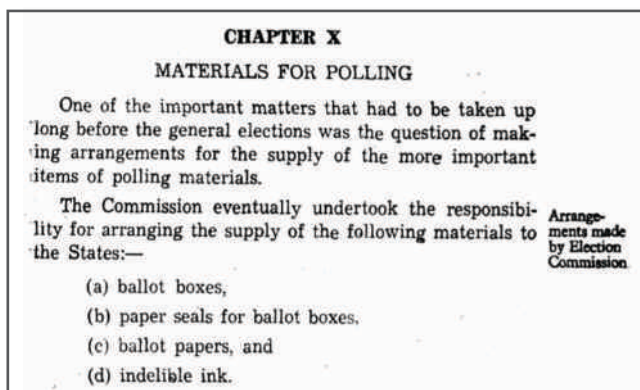 CHAPTER X
MATERIALS FOR POLLING
One of the important matters that had to be taken up
long before the general elections was the question of mak-
ing arrangements for the supply of the more important
items of polling materials.
The Commission eventually undertook the responsibi-
lity for arranging the supply of the following materials to
the States:—
Arrange-
ments made
by Election
Commission
(a) ballot boxes,
(b) paper seals for ballot boxes,
(c) ballot papers, and
(d) indelible ink.